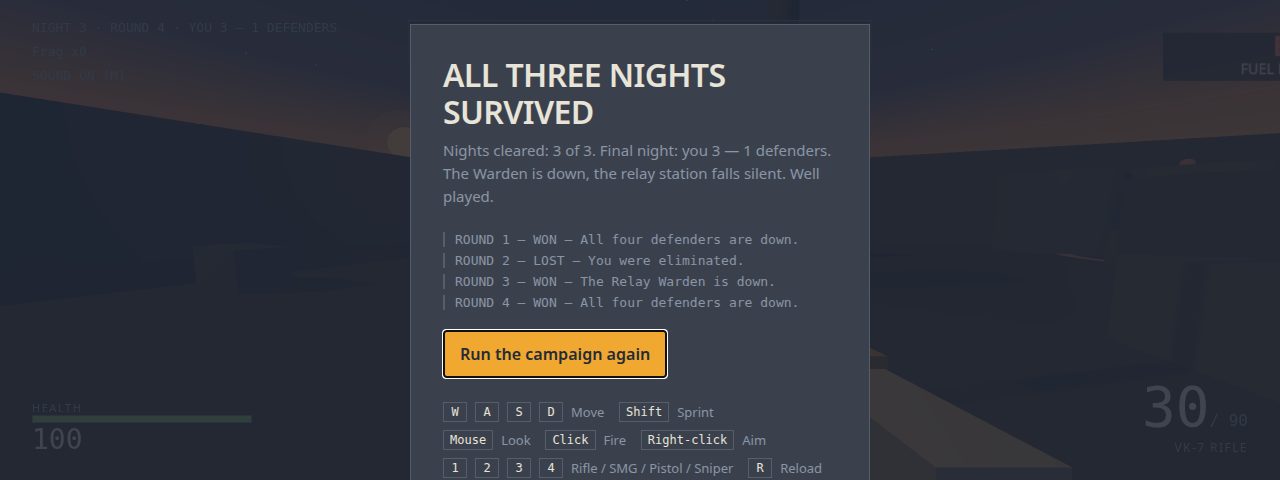 NIGHT 3 · ROUND 4 · YOU 3 — 1 DEFENDERS
Frag x0
SOUND ON [M]
FUEL
ALL THREE NIGHTS
SURVIVED
Nights cleared: 3 of 3. Final night: you 3 — 1 defenders.
The Warden is down, the relay station falls silent. Well
played.
ROUND 1 — WON — All four defenders are down.
ROUND 2 — LOST — You were eliminated.
ROUND 3 — WON — The Relay Warden is down.
ROUND 4 — WON — All four defenders are down.
Run the campaign again
W A S D Move Shift Sprint
Mouse Look Click Fire Right-click Aim
1 2 3 4 Rifle / SMG / Pistol / Sniper R Reload
HEALTH
100
30 / 90
VK-7 RIFLE